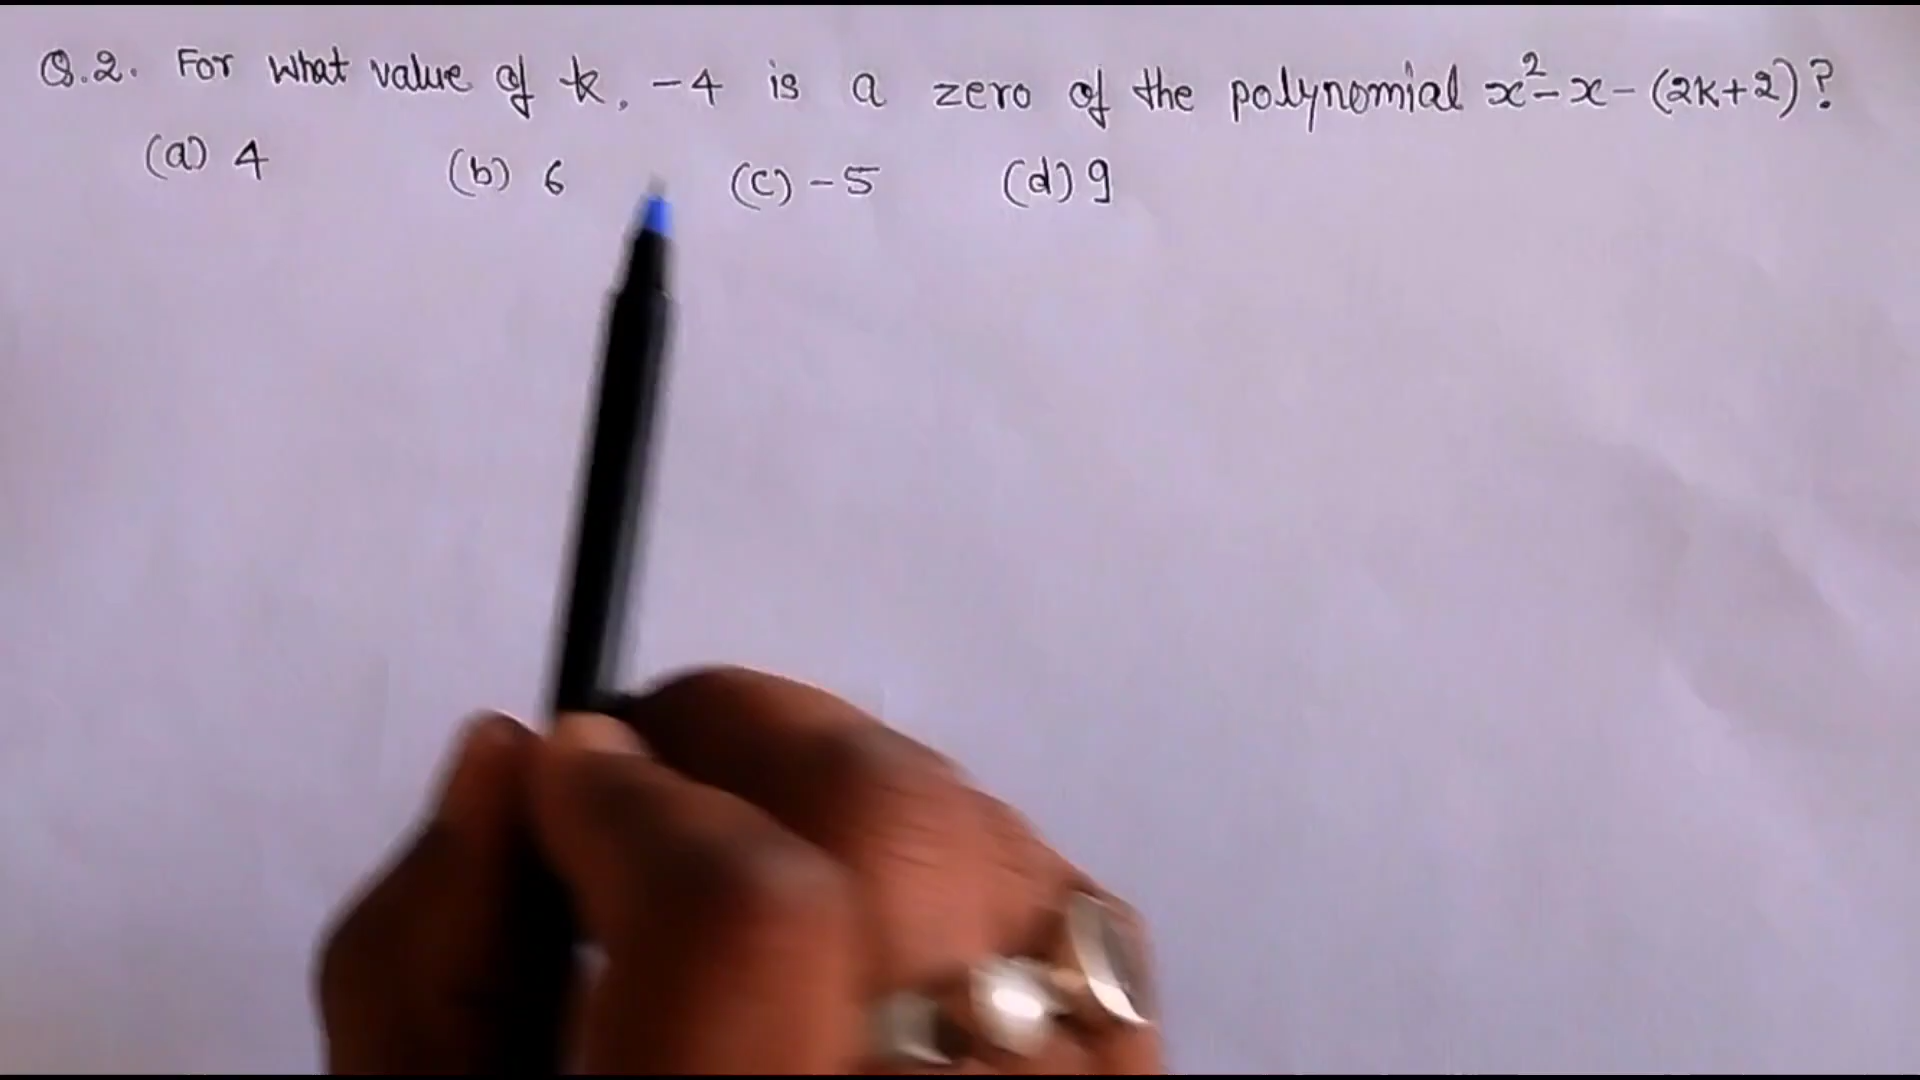 Q.2. For what value of k, -4 is a zero of the polynomial x²-x-(2k+2)?
(a) 4 (b) 6 (c) -5 (d) 9